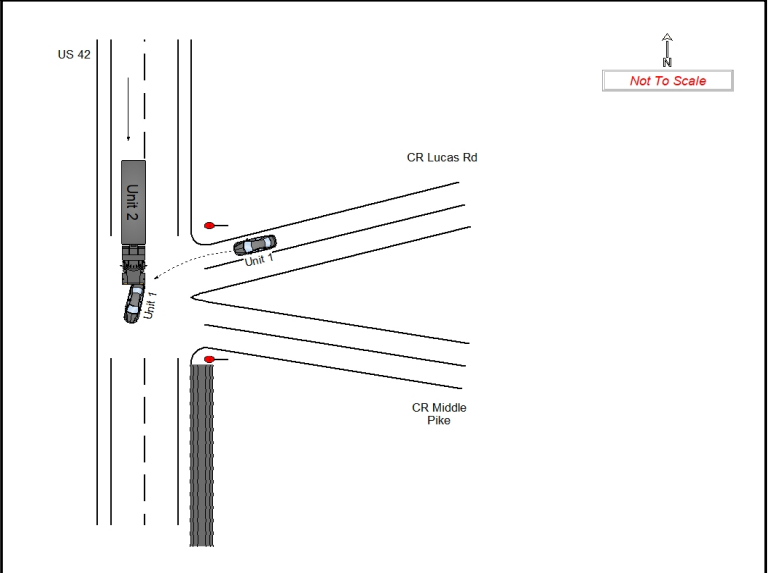 US 42
N
Not To Scale
CR Lucas Rd
Unit 2
Unit 1
Unit 1
CR Middle
Pike